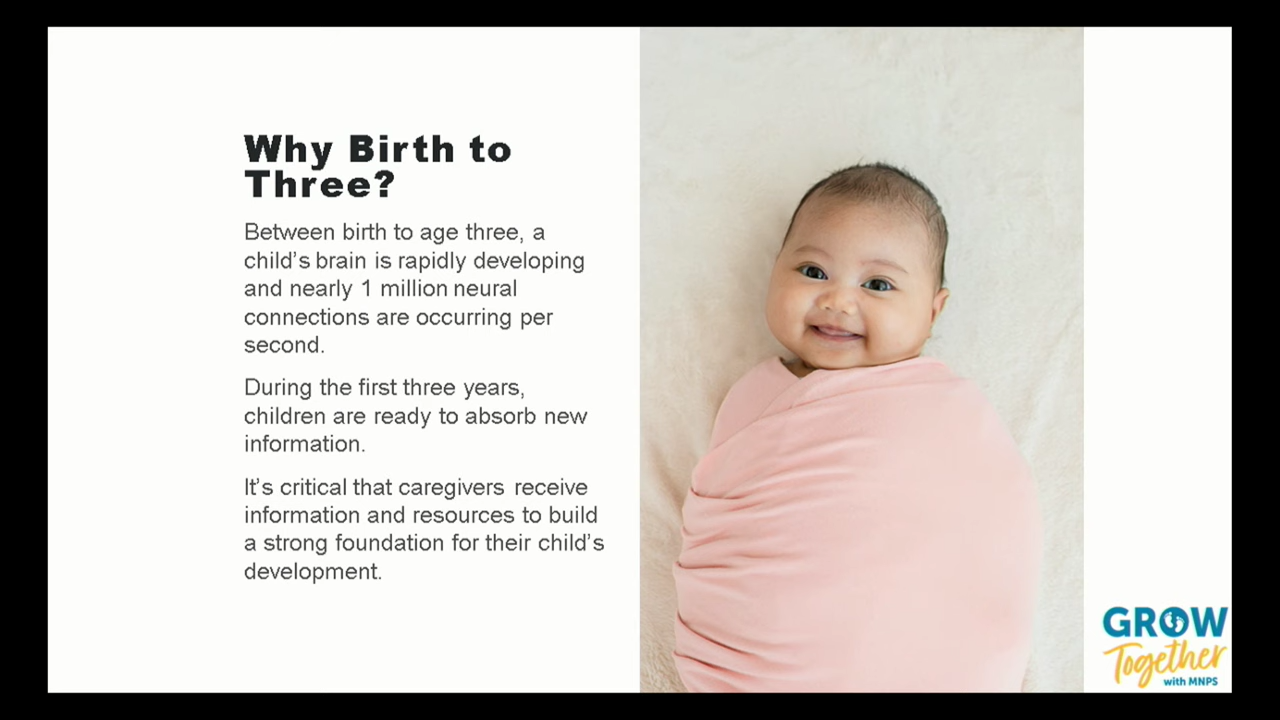 Why Birth to
Three?
Between birth to age three, a
child's brain is rapidly developing
and nearly 1 million neural
connections are occurring per
second.
During the first three years,
children are ready to absorb new
information.
It's critical that caregivers receive
information and resources to build
a strong foundation for their child's
development.
GROW
Together
with MNPS